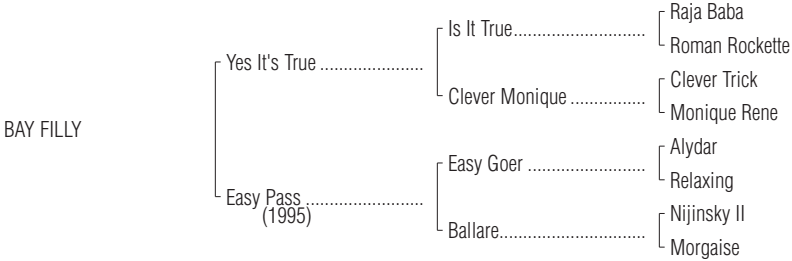 Raja Baba
Is It True.............................
Roman Rockette
Yes It's True ......................
Clever Trick
Clever Monique ................
Monique Rene
BAY FILLY
Alydar
Easy Goer .........................
Relaxing
Easy Pass .........................
(1995)
Nijinsky II
Ballare...............................
Morgaise